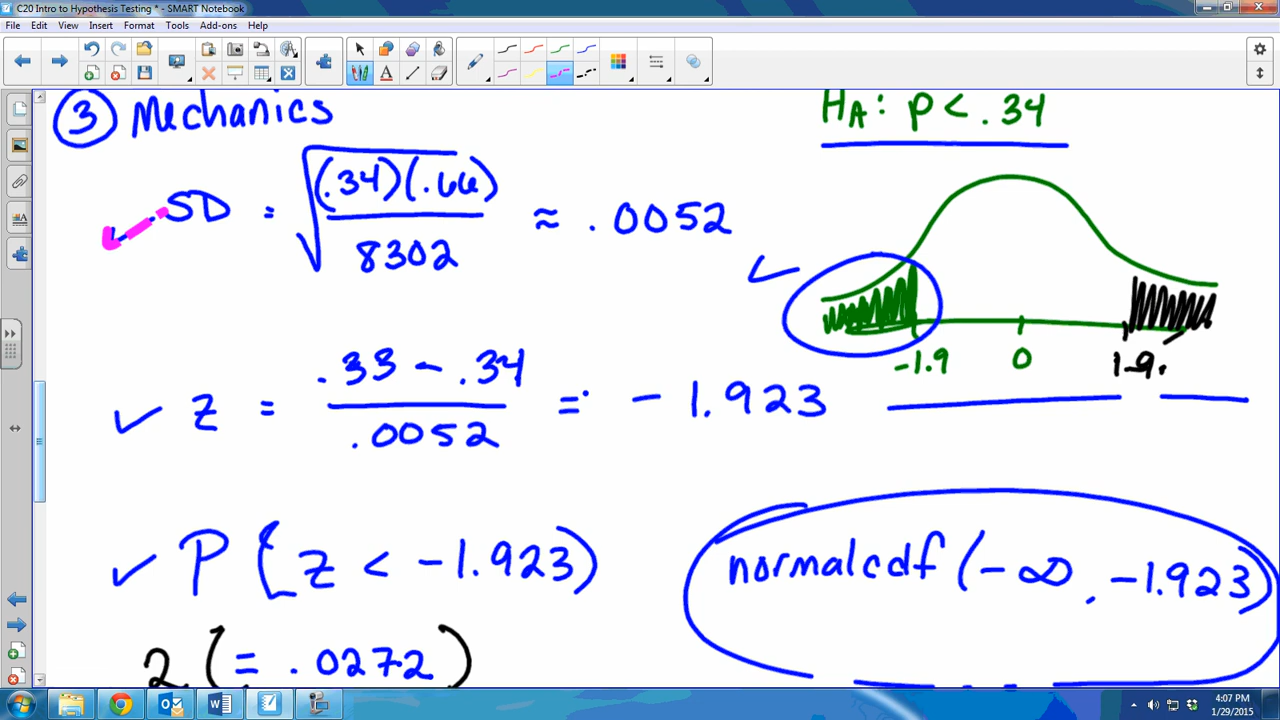 C20 Intro to Hypothesis Testing * - SMART Notebook
File Edit View Insert Format Tools Add-ons Help
③ Mechanics
H_A : p < .34
SD = √((.34)(.66) / 8302) ≈ .0052
-1.9 0 1.9.
✓ z = (.33 - .34) / .0052 = - 1.923
✓ P (z < -1.923)
normalcdf (-∞, -1.923)
2 (= .0272)
4:07 PM
1/29/2015